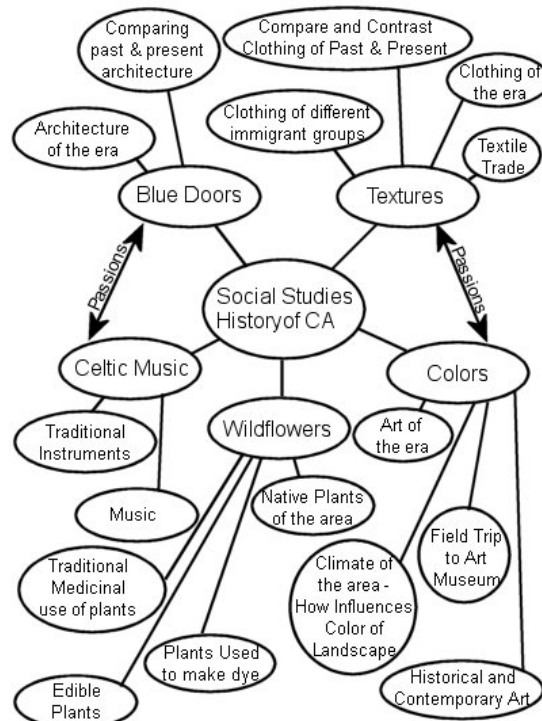 Comparing
past & present
architecture
Compare and Contrast
Clothing of Past & Present
Clothing of
the era
Clothing of different
immigrant groups
Architecture
of the era
Textile
Trade
Blue Doors
Textures
Passions
Passions
Social Studies
Historyof CA
Celtic Music
Colors
Wildflowers
Traditional
Instruments
Art of
the era
Music
Native Plants
of the area
Field Trip
to Art
Museum
Climate of
the area -
How Influences
Color of
Landscape
Traditional
Medicinal
use of plants
Plants Used
to make dye
Edible
Plants
Historical and
Contemporary Art